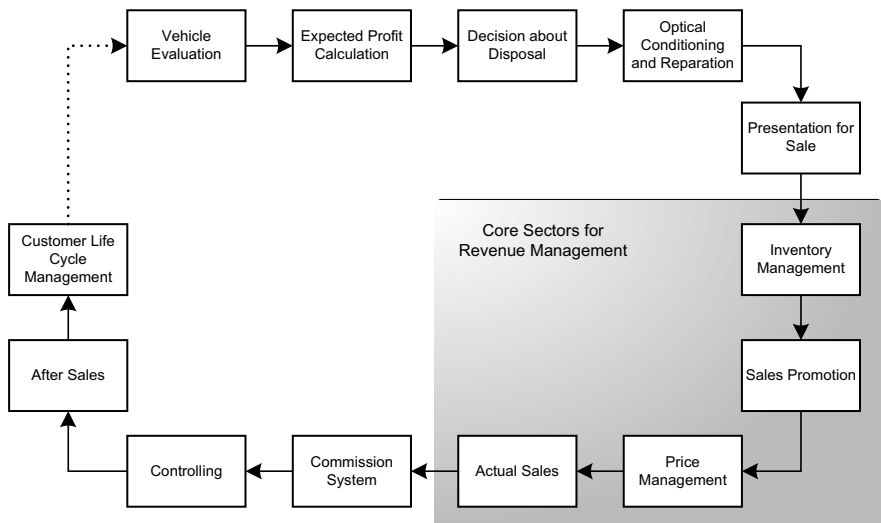 Vehicle
Evaluation
Expected Profit
Calculation
Decision about
Disposal
Optical
Conditioning
and Reparation
Presentation for
Sale
Core Sectors for
Revenue Management
Inventory
Management
Sales Promotion
Price
Management
Actual Sales
Commission
System
Controlling
After Sales
Customer Life
Cycle
Management